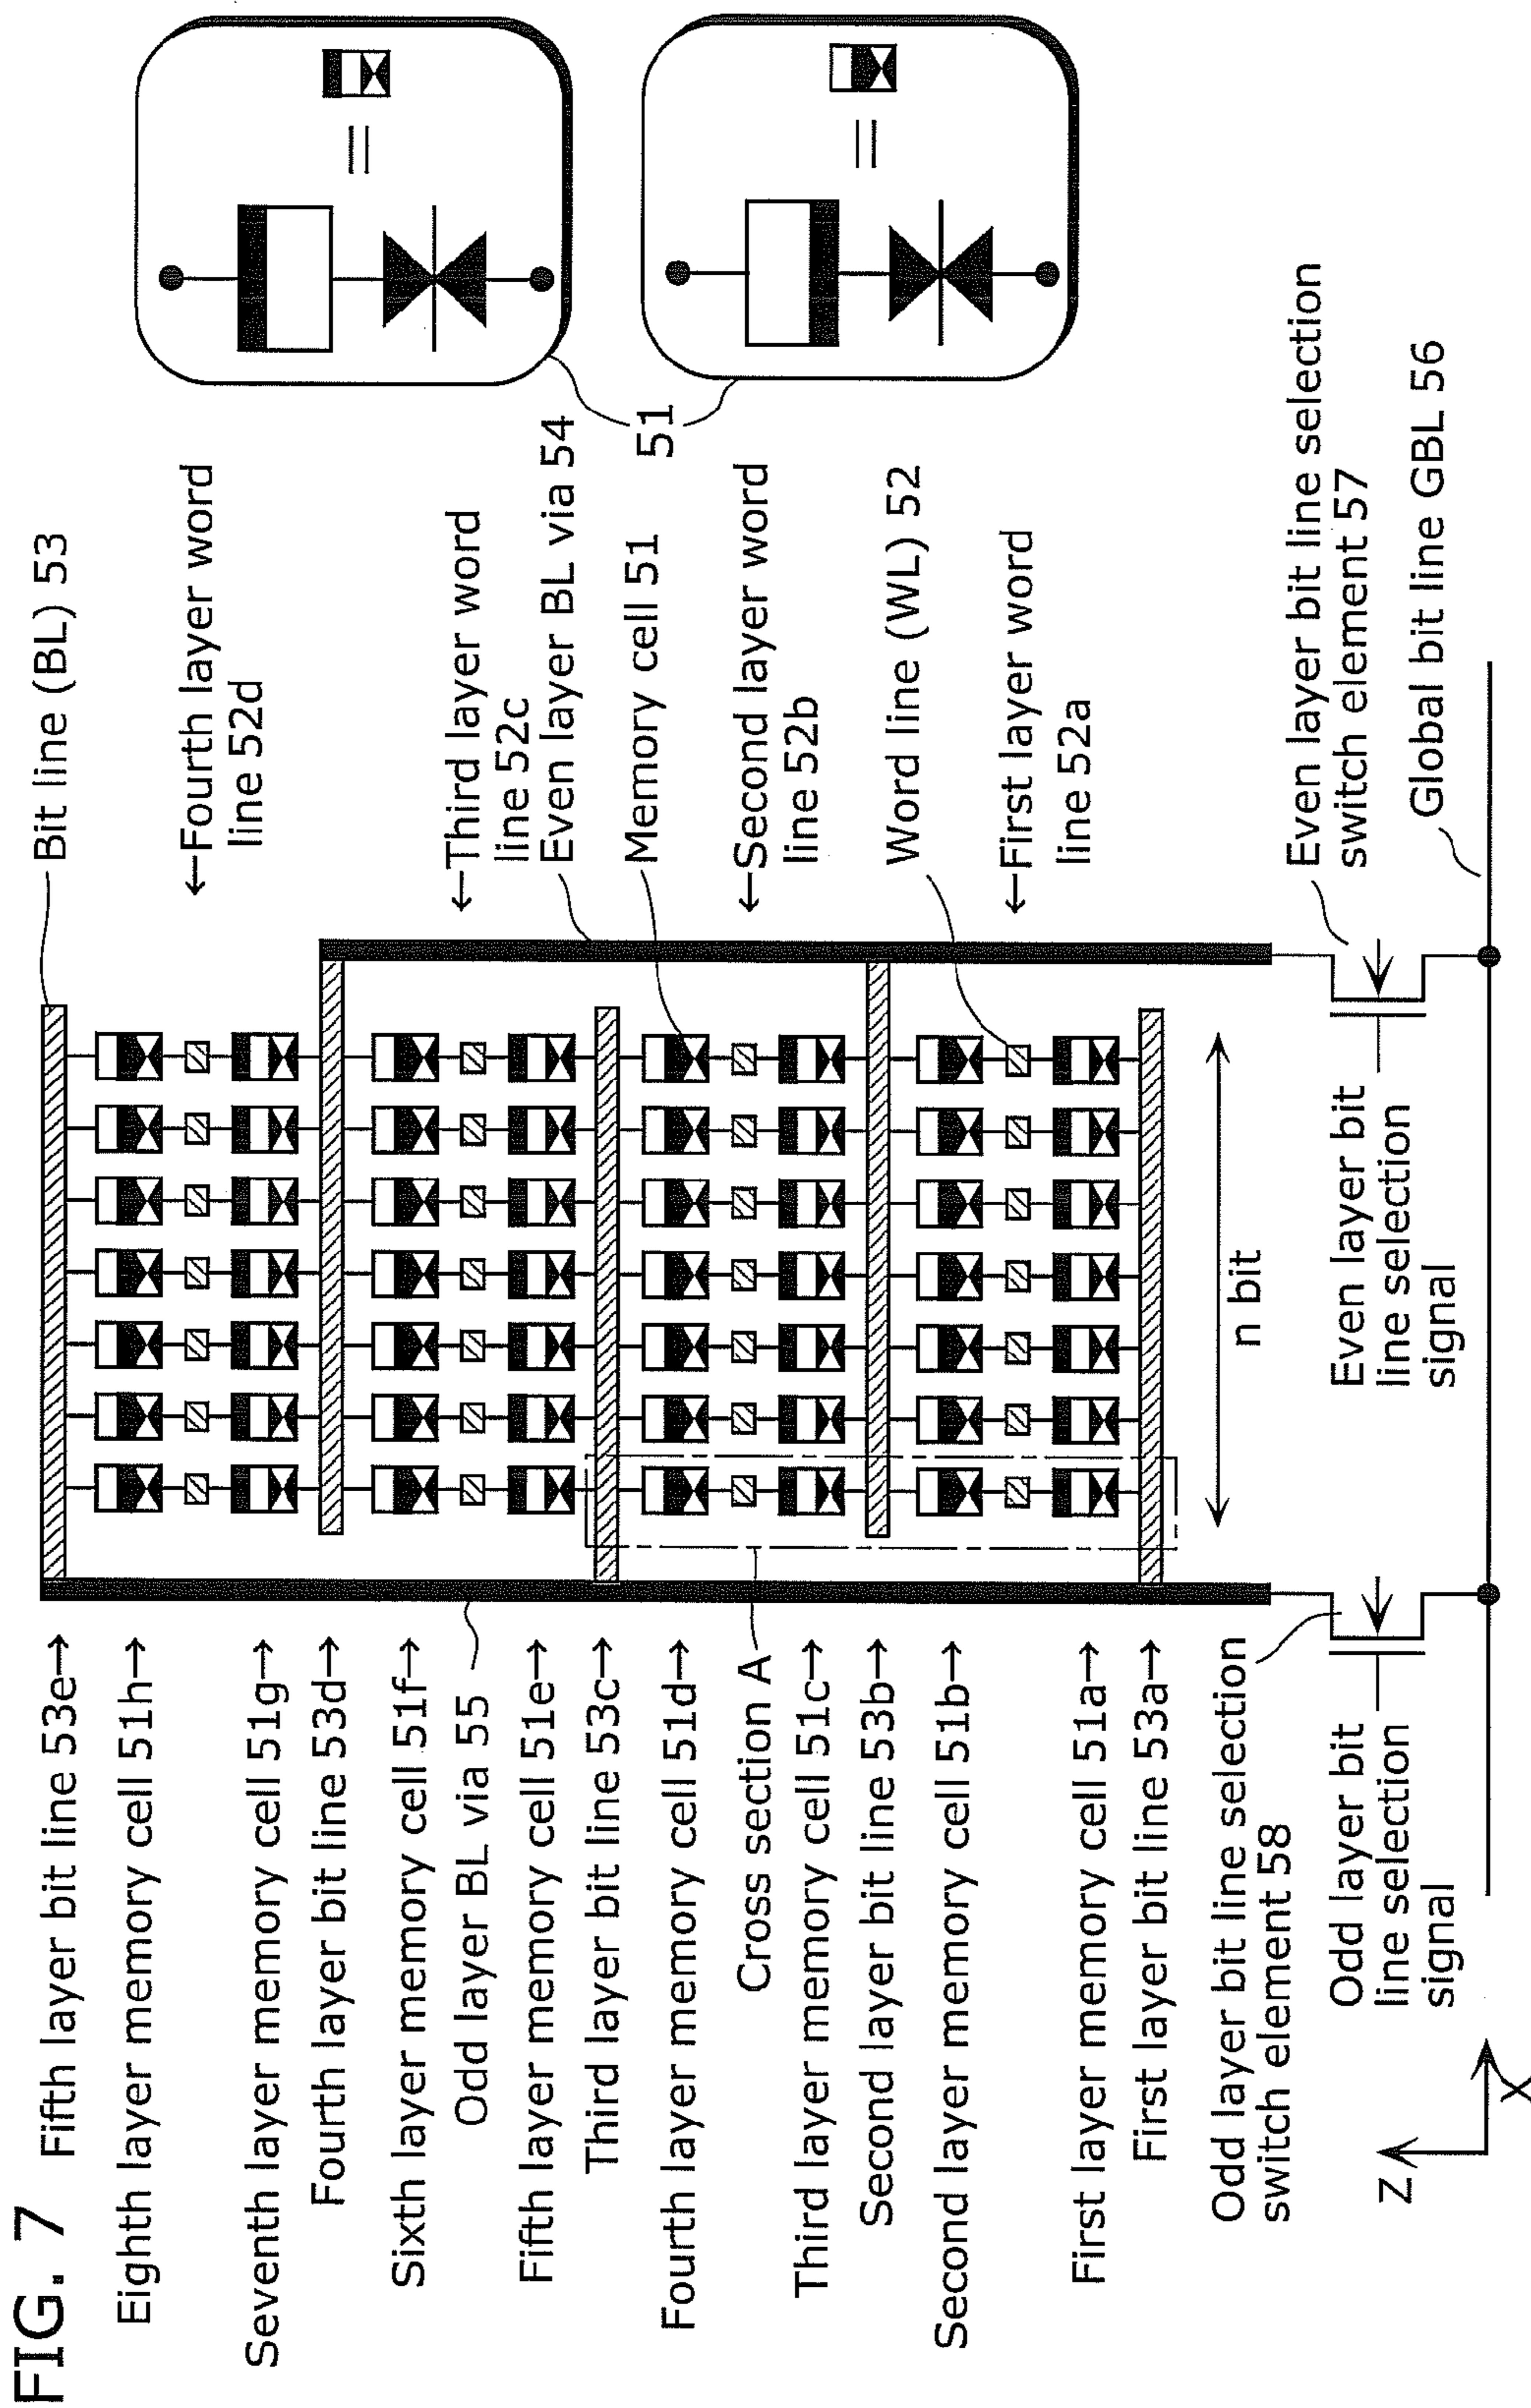 FIG. 7
Fifth layer bit line 53e→
Eighth layer memory cell 51h→
Seventh layer memory cell 51g→
Fourth layer bit line 53d→
Sixth layer memory cell 51f→
Odd layer BL via 55
Fifth layer memory cell 51e→
Third layer bit line 53c→
Fourth layer memory cell 51d→
Cross section A
Third layer memory cell 51c→
Second layer bit line 53b→
Second layer memory cell 51b→
First layer memory cell 51a→
First layer bit line 53a→
Odd layer bit line selection
switch element 58
Odd layer bit
line selection
signal
Z
X
n bit
Even layer bit
line selection
signal
Bit line (BL) 53
←Fourth layer word
line 52d
←Third layer word
line 52c
Even layer BL via 54
Memory cell 51
←Second layer word
line 52b
Word line (WL) 52
←First layer word
line 52a
Even layer bit line selection
switch element 57
Global bit line GBL 56
51
=
=